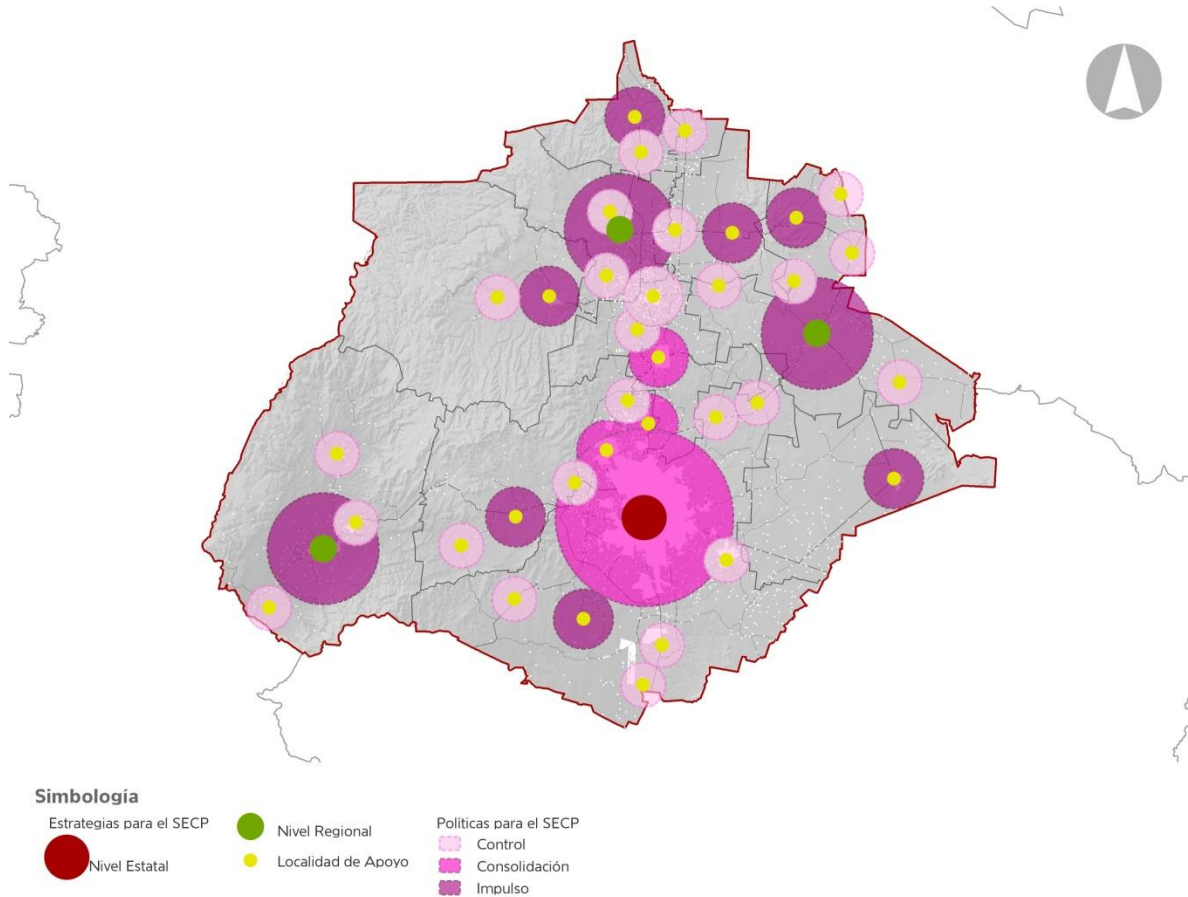 Simbología
Estrategias para el SECP
Nivel Estatal
Nivel Regional
Localidad de Apoyo
Políticas para el SECP
Control
Consolidación
Impulso